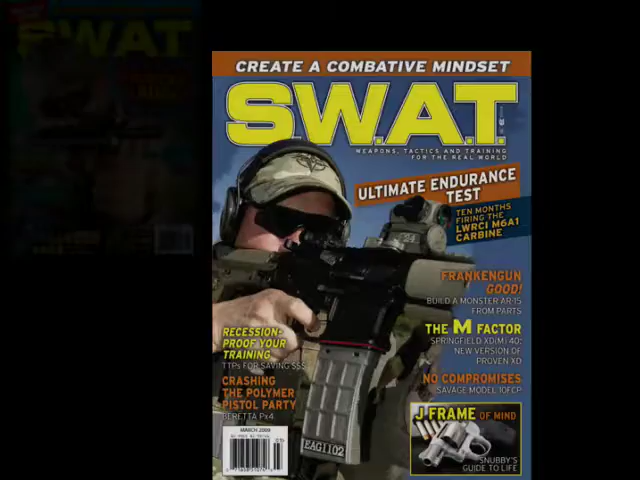 CREATE A COMBATIVE MINDSET
S.W.A.T.
WEAPONS, TACTICS AND TRAINING
FOR THE REAL WORLD
ULTIMATE ENDURANCE
TEST
TEN MONTHS
FIRING THE
LWRCI M6A1
CARBINE
FRANKENGUN
GOOD!
BUILD A MONSTER AR-15
FROM PARTS
THE M FACTOR
SPRINGFIELD XD(M) 40:
NEW VERSION OF
PROVEN XD
NO COMPROMISES
SAVAGE MODEL 10FCP
J FRAME OF MIND
SNUBBY'S
GUIDE TO LIFE
RECESSION-
PROOF YOUR
TRAINING
TTPs FOR SAVING $$$
CRASHING
THE POLYMER
PISTOL PARTY
BERETTA Px4
MARCH 2009
EAG1102